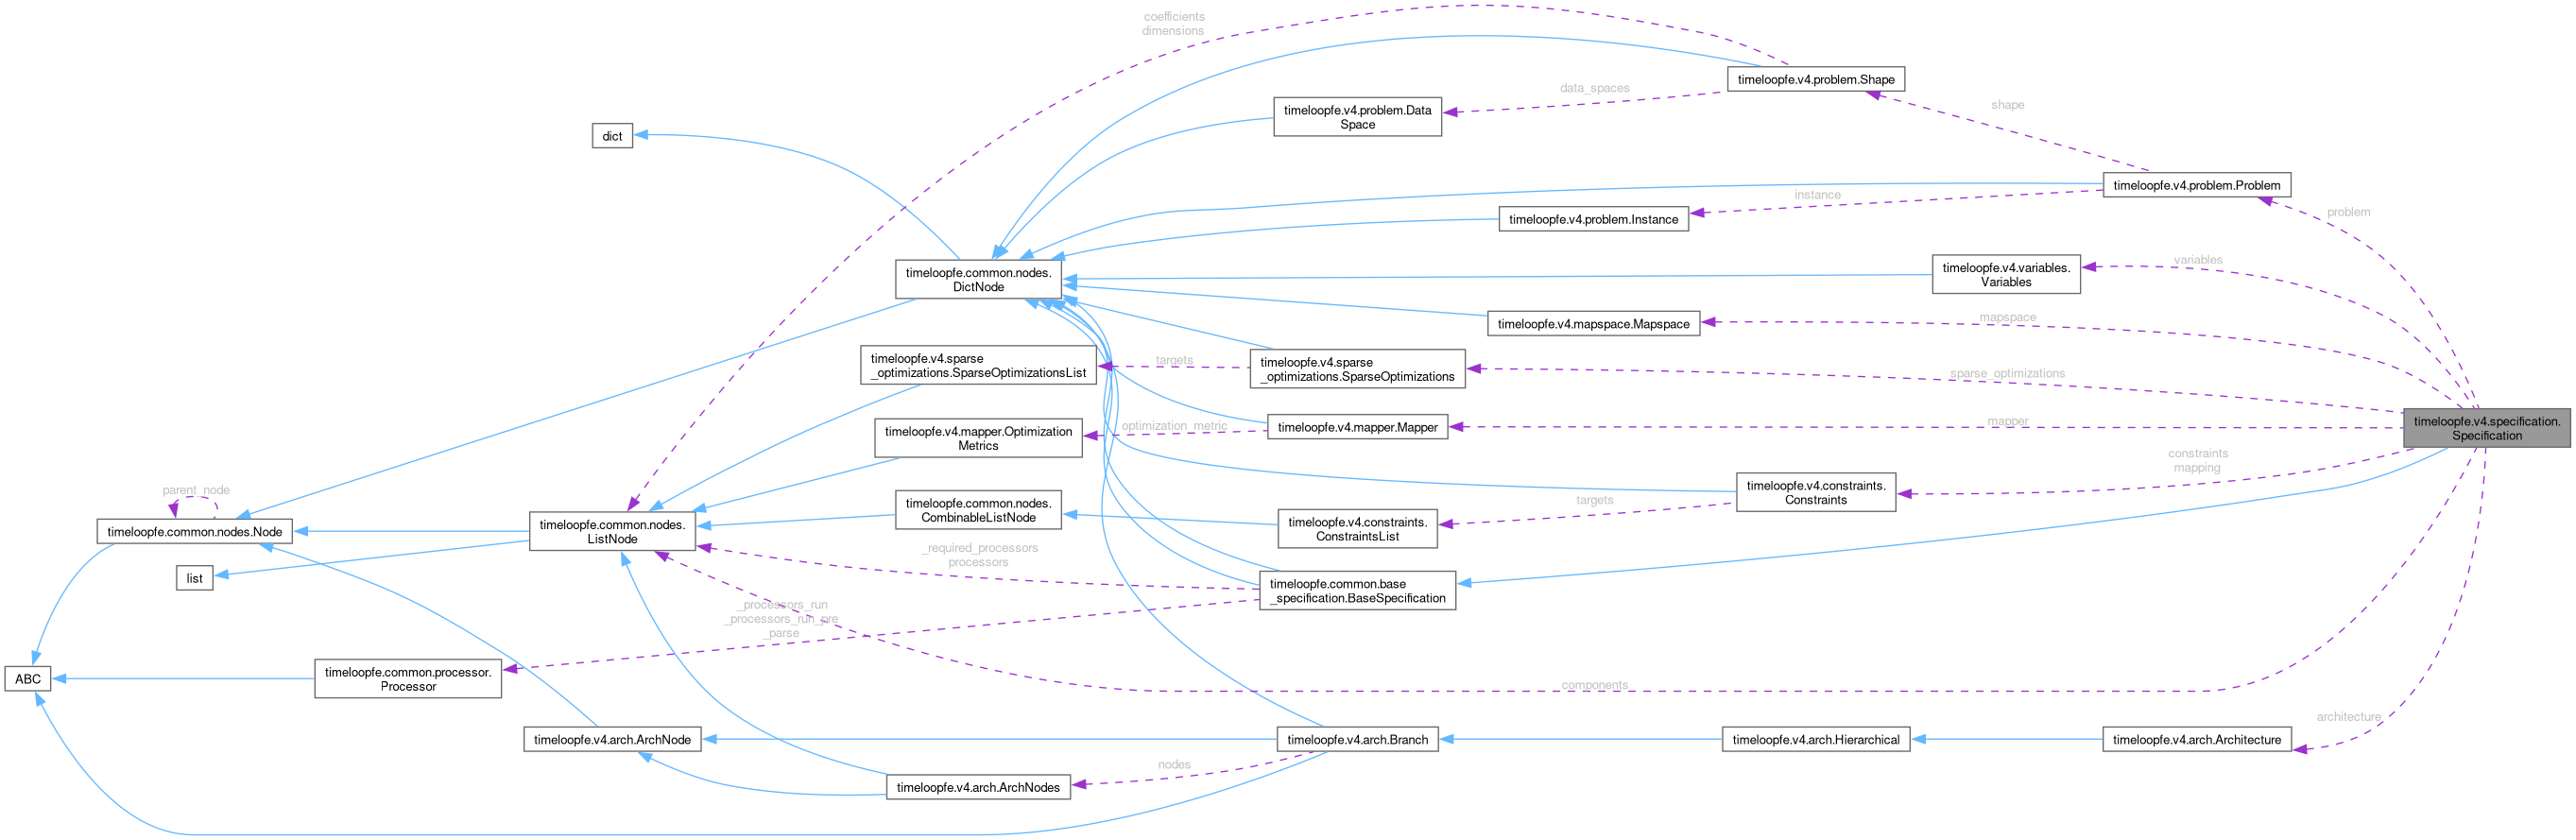 coefficients
dimensions
timeloopfe.v4.problem.Shape
data_spaces
shape
timeloopfe.v4.problem.Data
Space
dict
timeloopfe.v4.problem.Problem
instance
problem
timeloopfe.v4.problem.Instance
timeloopfe.common.nodes.
DictNode
variables
timeloopfe.v4.variables.
Variables
mapspace
timeloopfe.v4.mapspace.Mapspace
timeloopfe.v4.sparse
_optimizations.SparseOptimizationsList
targets
timeloopfe.v4.sparse
_optimizations.SparseOptimizations
sparse_optimizations
timeloopfe.v4.mapper.Optimization
Metrics
optimization_metric
timeloopfe.v4.mapper.Mapper
mapper
timeloopfe.v4.specification.
Specification
constraints
mapping
timeloopfe.v4.constraints.
Constraints
targets
parent_node
timeloopfe.common.nodes.Node
timeloopfe.common.nodes.
ListNode
timeloopfe.common.nodes.
CombinableListNode
timeloopfe.v4.constraints.
ConstraintsList
_required_processors
processors
list
timeloopfe.common.base
_specification.BaseSpecification
_processors_run
_processors_run_pre
_parse
ABC
timeloopfe.common.processor.
Processor
components
architecture
timeloopfe.v4.arch.ArchNode
timeloopfe.v4.arch.Branch
timeloopfe.v4.arch.Hierarchical
timeloopfe.v4.arch.Architecture
nodes
timeloopfe.v4.arch.ArchNodes